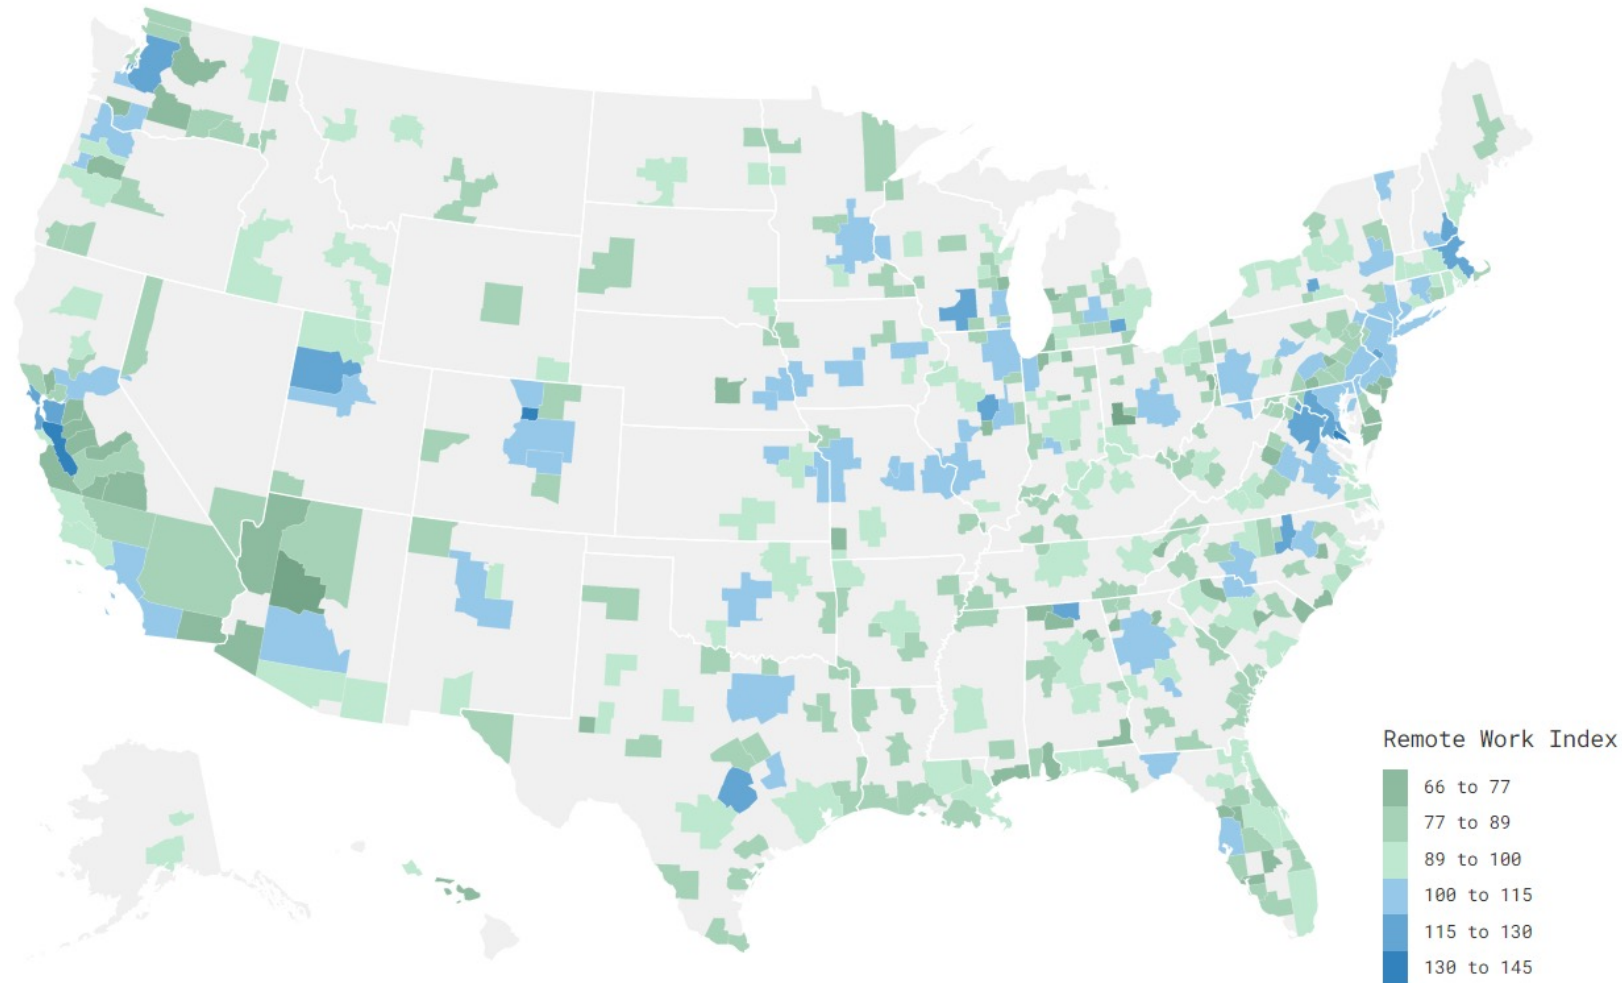 Remote Work Index
66 to 77
77 to 89
89 to 100
100 to 115
115 to 130
130 to 145